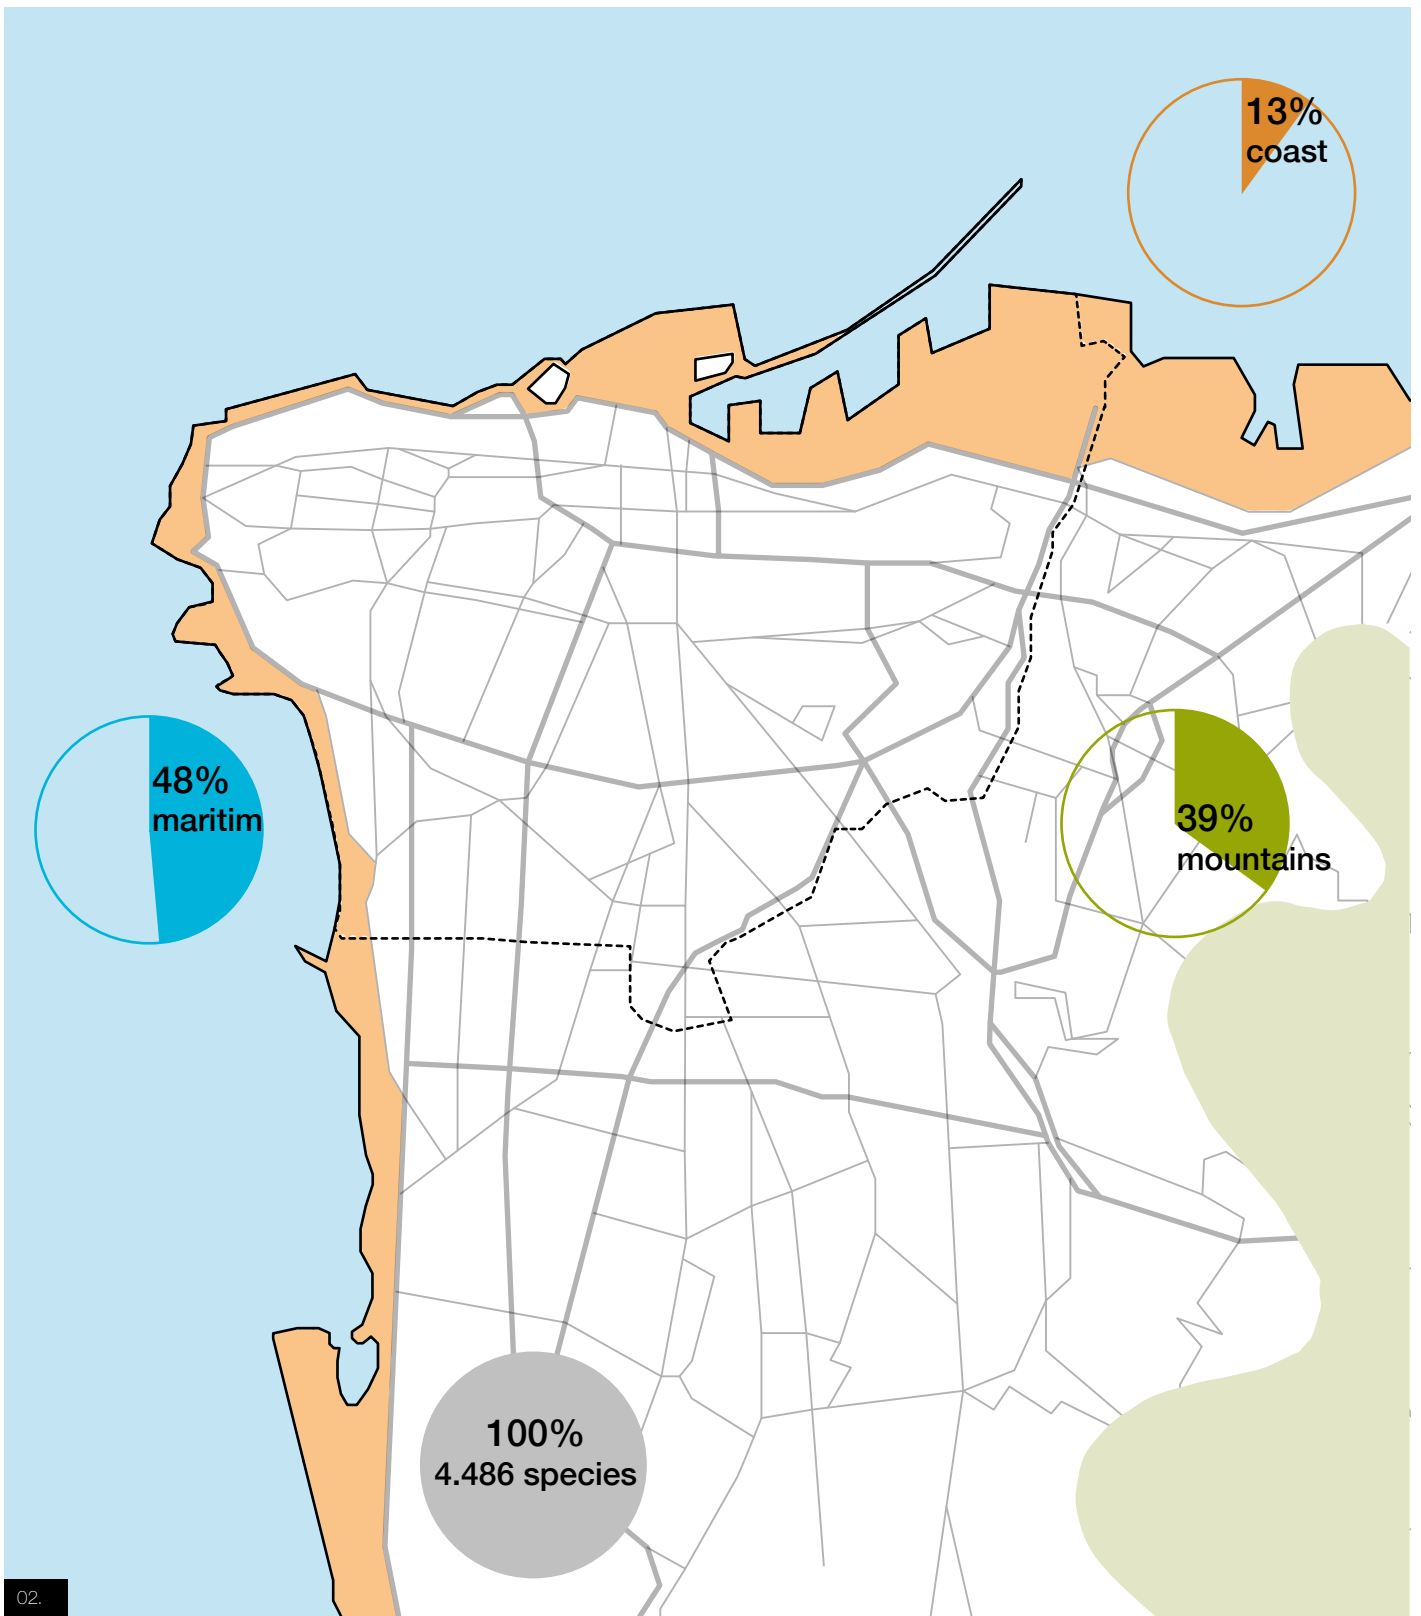 13%
coast
48%
maritim
39%
mountains
100%
4.486 species
02.